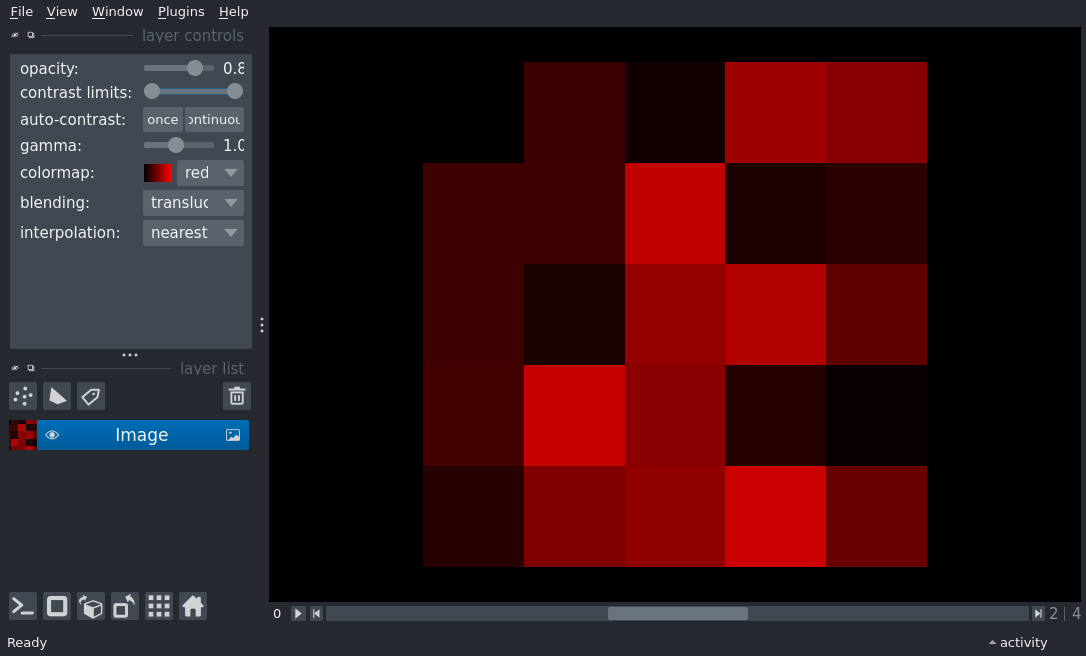 File View Window Plugins Help
layer controls
opacity: 0.8
contrast limits:
auto-contrast: once ontinuou
gamma: 1.0
colormap: red
blending: transluc
interpolation: nearest
layer list
Image
0 2 | 4
Ready activity